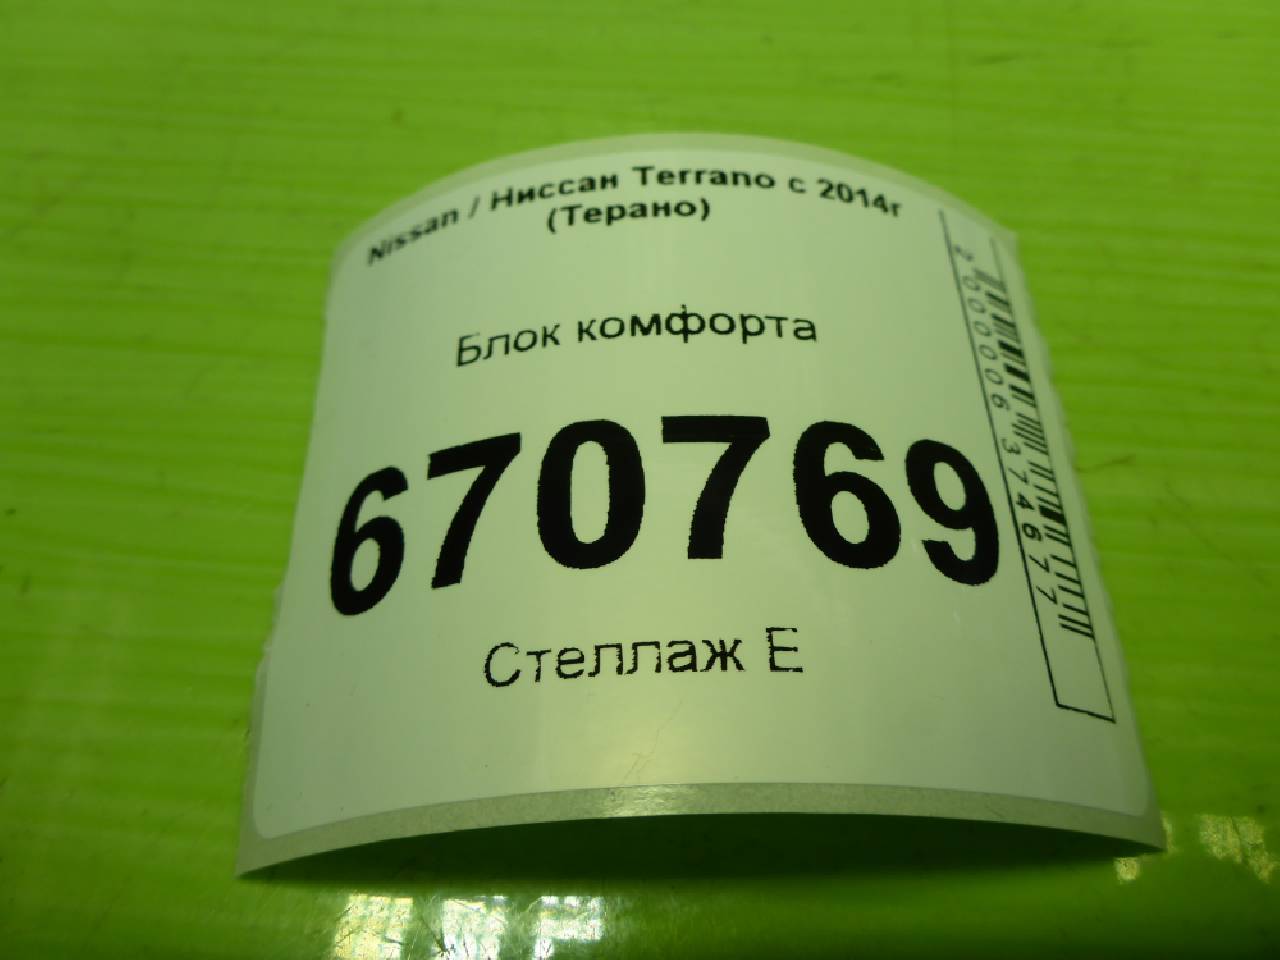 Nissan / Ниссан Terrano с 2014г
(Терано)
Блок комфорта
670769
Стеллаж Е
2000006374677